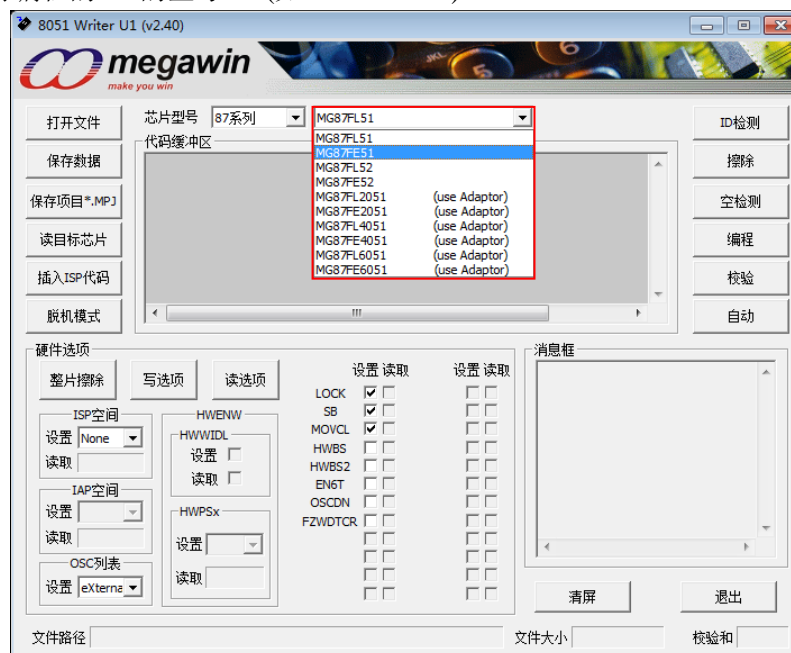 8051 Writer U1 (v2.40)
megawin
make you win
打开文件
芯片型号 87系列 MG87FL51
ID检测
代码缓冲区
MG87FL51
MG87FE51
MG87FL52
MG87FE52
MG87FL2051 (use Adaptor)
MG87FE2051 (use Adaptor)
MG87FL4051 (use Adaptor)
MG87FE4051 (use Adaptor)
MG87FL6051 (use Adaptor)
MG87FE6051 (use Adaptor)
保存数据
擦除
保存项目*.MPJ
空检测
读目标芯片
编程
插入ISP代码
校验
脱机模式
自动
硬件选项
消息框
整片擦除 写选项 读选项
设置 读取 设置 读取
LOCK
SB
MOVCL
HWBS
HWBS2
EN6T
OSCDN
FZWDTCR
ISP空间
设置 None
读取
IAP空间
设置
读取
OSC列表
设置 eXterna
HWENW
HWWIDL
设置
读取
HWPSx
设置
读取
清屏
退出
文件路径 文件大小 校验和